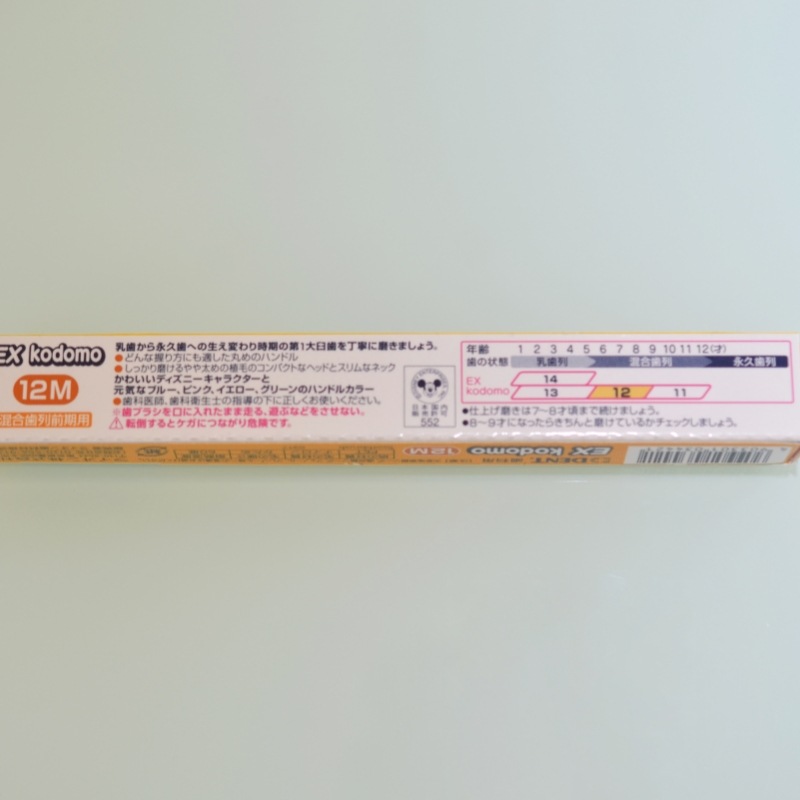 EX kodomo
12M
混合歯列前期用
乳歯から永久歯への生え変わり時期の第1大臼歯を丁寧に磨きましょう。
●どんな握り方にも適した丸めのハンドル
●しっかり磨けるやや太めの植毛のコンパクトなヘッドとスリムなネック
かわいいディズニーキャラクターと
元気なブルー、ピンク、イエロー、グリーンのハンドルカラー
●歯科医師、歯科衛生士の指導の下に正しくお使いください。
※歯ブラシを口に入れたまま走る、遊ぶなどをさせない。
⚠転倒するとケガにつながり危険です。
日本国内
販売許諾
552
年齢 1 2 3 4 5 6 7 8 9 10 11 12(才)
歯の状態 乳歯列 混合歯列 永久歯列
EX kodomo
14
13 12 11
●仕上げ磨きは7〜8才頃まで続けましょう。
●8〜9才になったらきちんと磨けているかチェックしましょう。
DENT. EX kodomo 12M